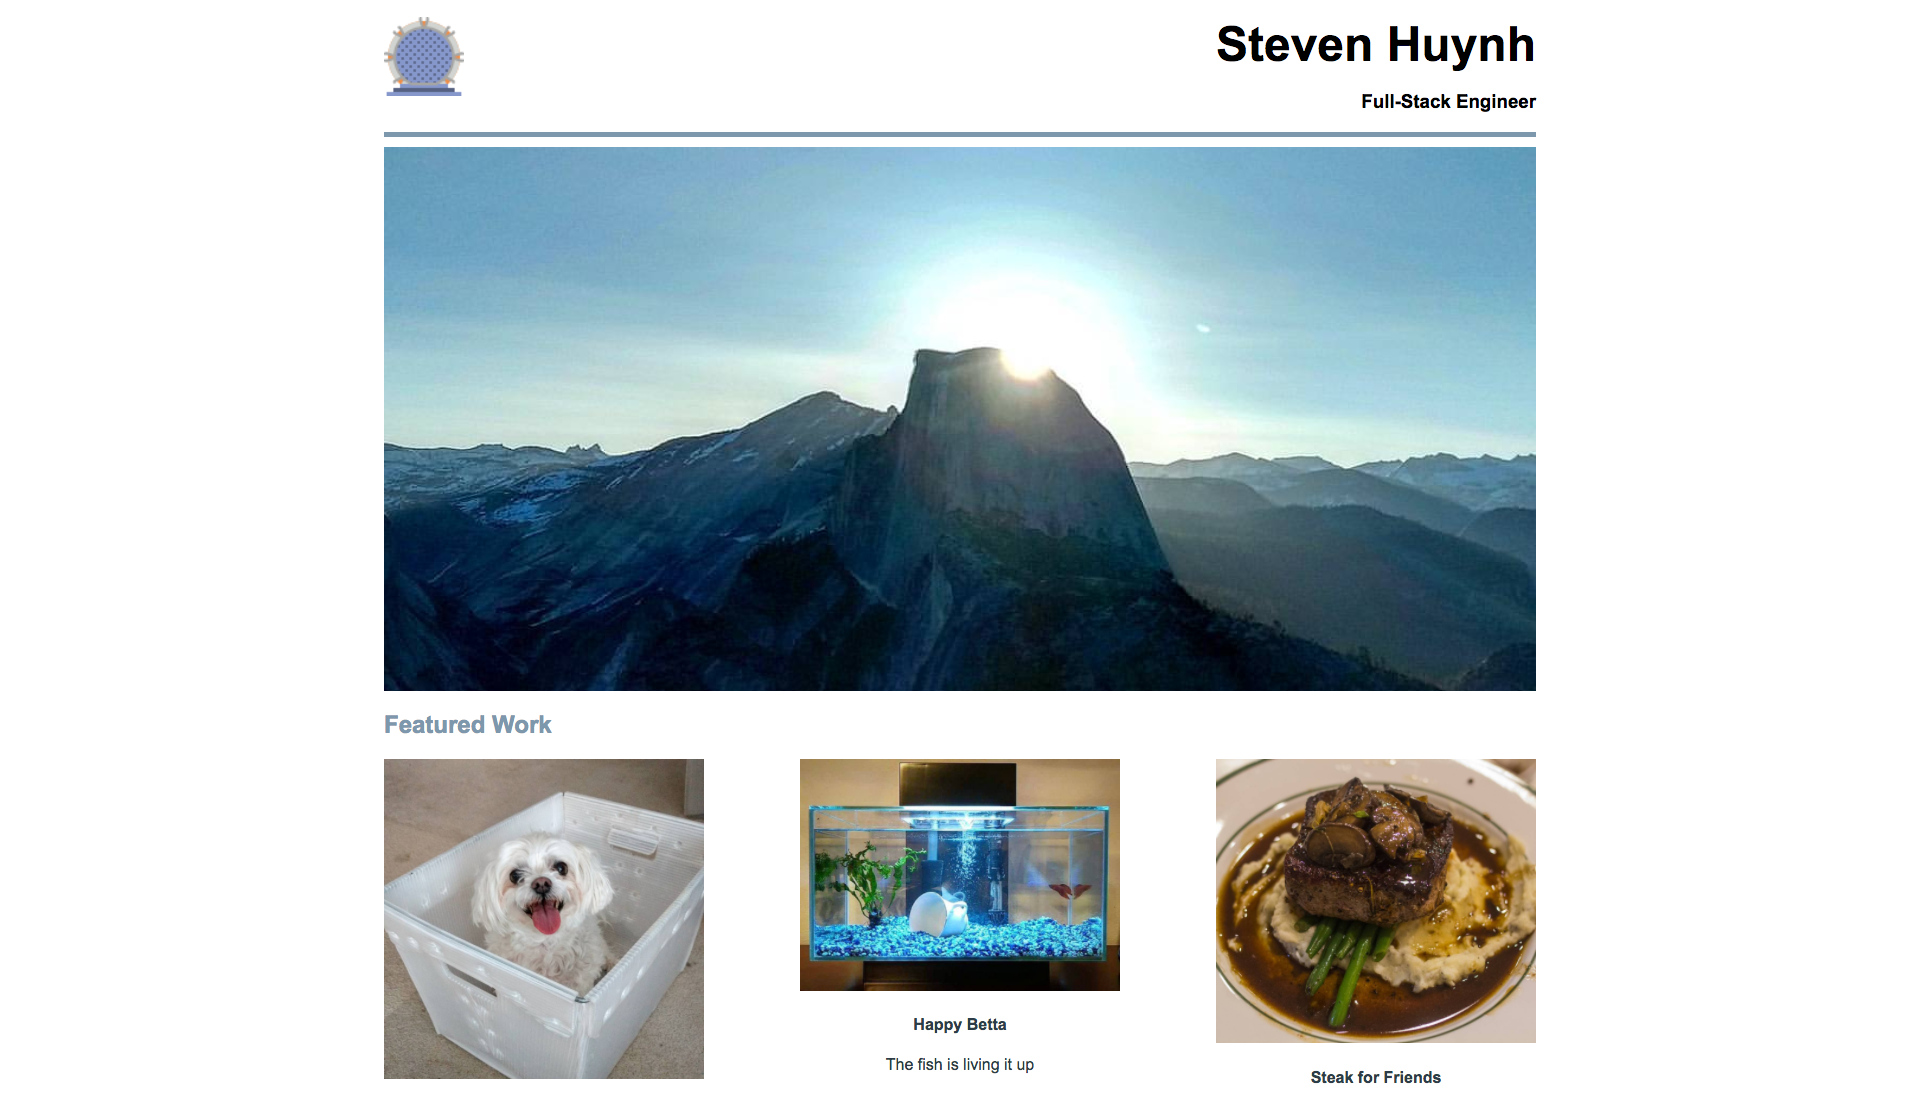 Steven Huynh
Full-Stack Engineer
Featured Work
Happy Betta
The fish is living it up
Steak for Friends